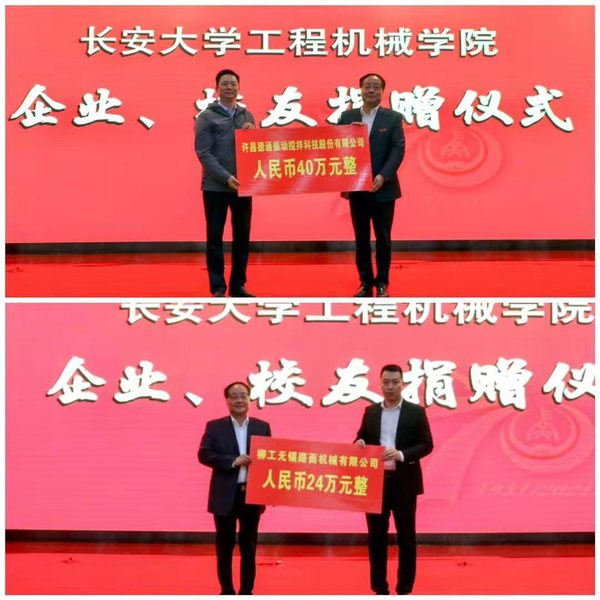 长安大学工程机械学院
企业、校友捐赠仪式
许昌德通振动搅拌科技股份有限公司
人民币40万元整
长安大学工程机械学院
企业、校友捐赠仪
柳工无锡路面机械有限公司
人民币24万元整